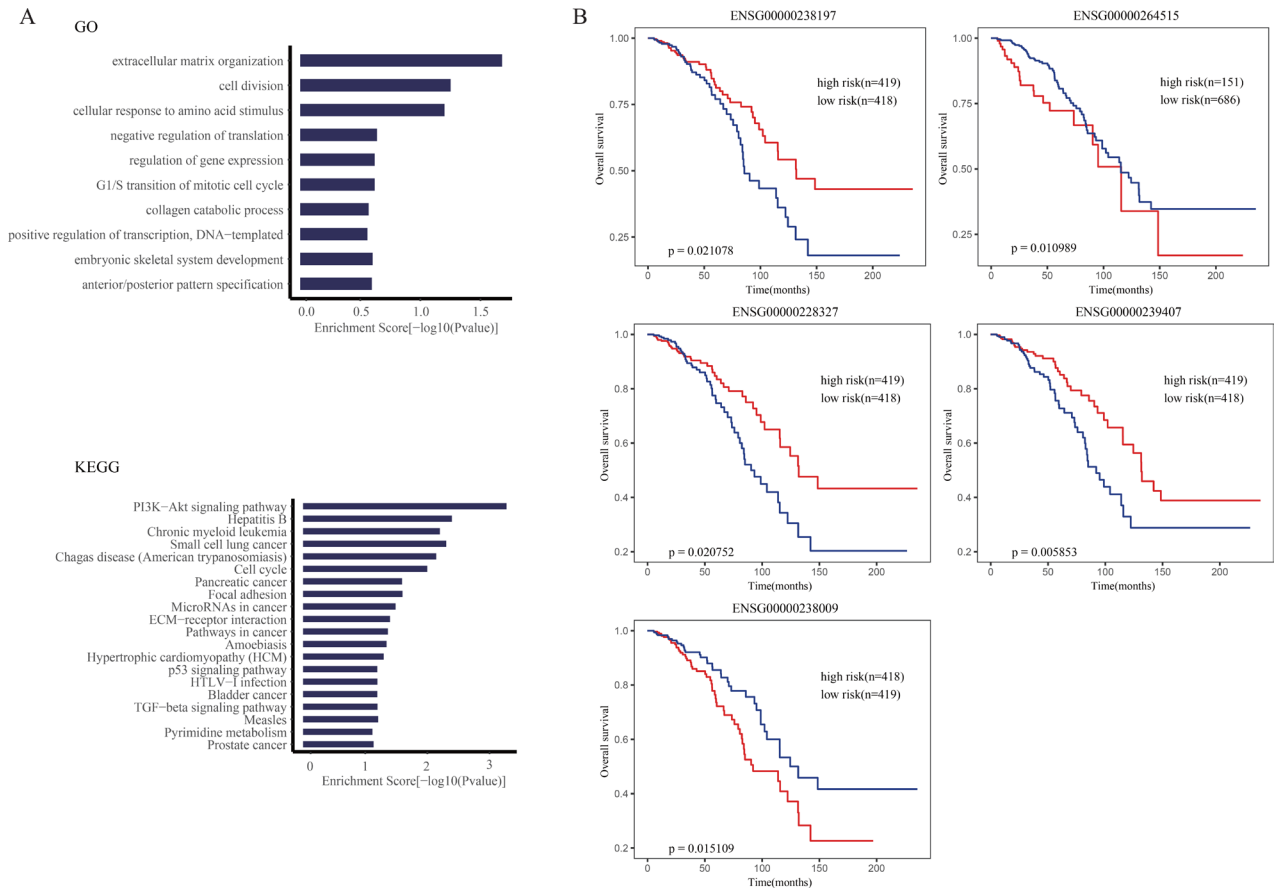 A
GO
extracellular matrix organization
cell division
cellular response to amino acid stimulus
negative regulation of translation
regulation of gene expression
G1/S transition of mitotic cell cycle
collagen catabolic process
positive regulation of transcription, DNA−templated
embryonic skeletal system development
anterior/posterior pattern specification
0.0 0.5 1.0 1.5
Enrichment Score[−log10(Pvalue)]
KEGG
PI3K−Akt signaling pathway
Hepatitis B
Chronic myeloid leukemia
Small cell lung cancer
Chagas disease (American trypanosomiasis)
Cell cycle
Pancreatic cancer
Focal adhesion
MicroRNAs in cancer
ECM−receptor interaction
Pathways in cancer
Amoebiasis
Hypertrophic cardiomyopathy (HCM)
p53 signaling pathway
HTLV−I infection
Bladder cancer
TGF−beta signaling pathway
Measles
Pyrimidine metabolism
Prostate cancer
0 1 2 3
Enrichment Score[−log10(Pvalue)]
B
ENSG00000238197
Overall survival
1.00
0.75
0.50
0.25
high risk(n=419)
low risk(n=418)
p = 0.021078
0 50 100 150 200
Time(months)
ENSG00000264515
Overall survival
1.00
0.75
0.50
0.25
high risk(n=151)
low risk(n=686)
p = 0.010989
0 50 100 150 200
Time(months)
ENSG00000228327
Overall survival
1.0
0.8
0.6
0.4
0.2
high risk(n=419)
low risk(n=418)
p = 0.020752
0 50 100 150 200
Time(months)
ENSG00000239407
Overall survival
1.0
0.8
0.6
0.4
0.2
high risk(n=419)
low risk(n=418)
p = 0.005853
0 50 100 150 200
Time(months)
ENSG00000238009
Overall survival
1.0
0.8
0.6
0.4
0.2
high risk(n=418)
low risk(n=419)
p = 0.015109
0 50 100 150 200
Time(months)